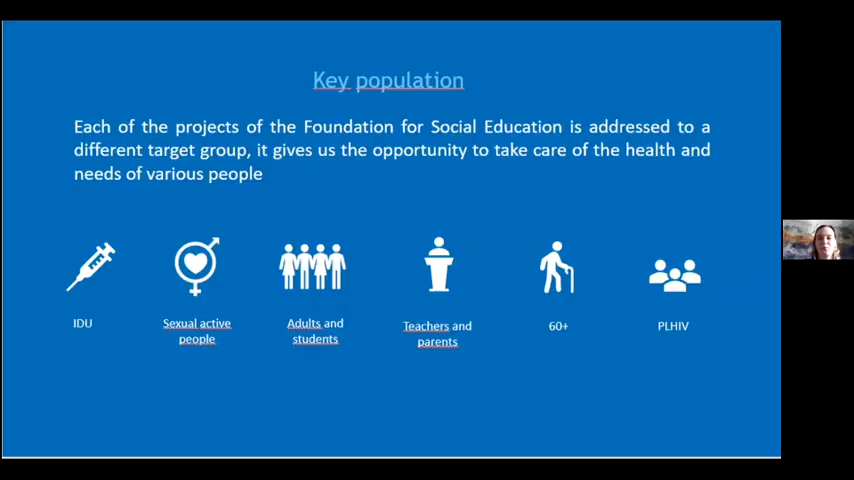 Key population
Each of the projects of the Foundation for Social Education is addressed to a
different target group, it gives us the opportunity to take care of the health and
needs of various people
IDU
Sexual active
people
Adults and
students
Teachers and
parents
60+
PLHIV